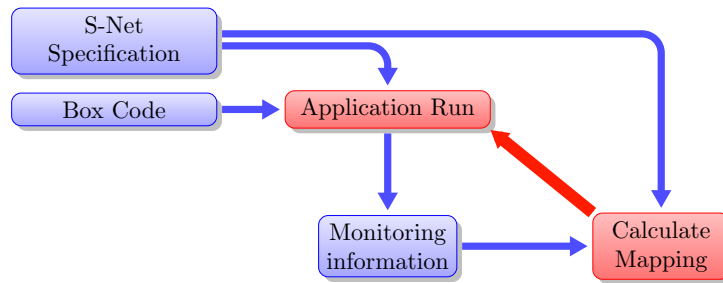 S-Net
Specification
Box Code
Application Run
Monitoring
information
Calculate
Mapping